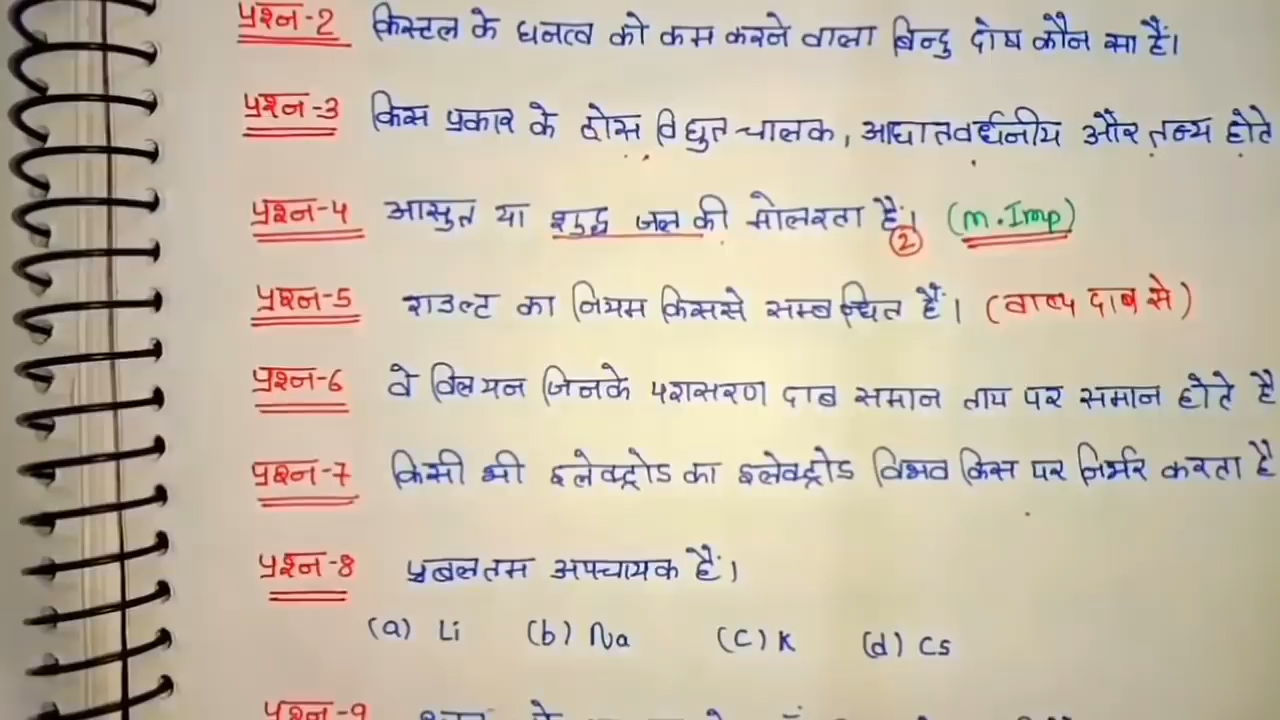 प्रश्न-2 क्रिस्टल के घनत्व को कम करने वाला बिन्दु दोष कौन सा हैं।
प्रश्न-3 किस प्रकार के ठोस विधुत चालक, आघातवर्धनीय और तन्य होते
प्रश्न-4 आसुत या शुद्ध जल की मोलरता हैं। (m.Imp)
2
प्रश्न-5 राउल्ट का नियम किससे सम्बन्धित हैं। (वाष्प दाब से)
प्रश्न-6 वे विलयन जिनके परासरण दाब समान ताप पर समान होते है
प्रश्न-7 किसी भी इलेक्ट्रोड का इलेक्ट्रोड विभव किस पर निर्भर करता है
प्रश्न-8 प्रबलतम अपचायक हैं।
(a) Li (b) Na (C) K (d) Cs
प्रश्न-9